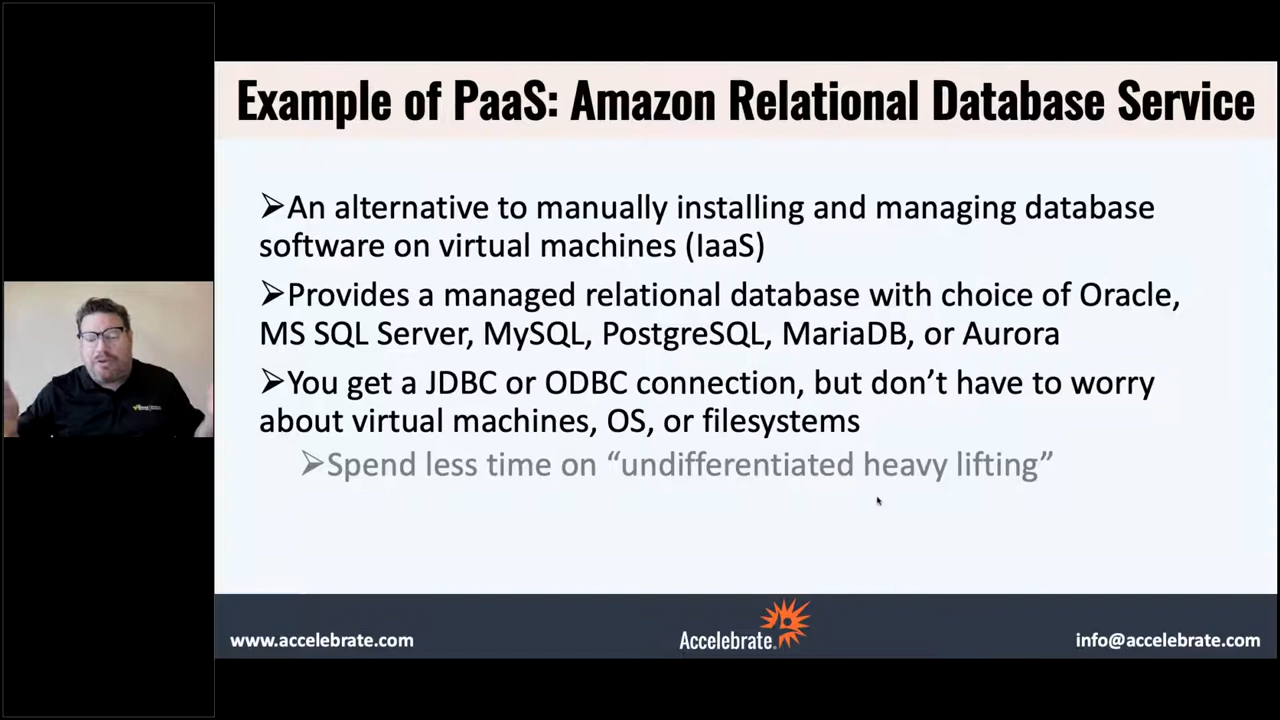 Example of PaaS: Amazon Relational Database Service
➢An alternative to manually installing and managing database
software on virtual machines (IaaS)
➢Provides a managed relational database with choice of Oracle,
MS SQL Server, MySQL, PostgreSQL, MariaDB, or Aurora
➢You get a JDBC or ODBC connection, but don’t have to worry
about virtual machines, OS, or filesystems
➢Spend less time on “undifferentiated heavy lifting”
www.accelebrate.com
Accelebrate
info@accelebrate.com